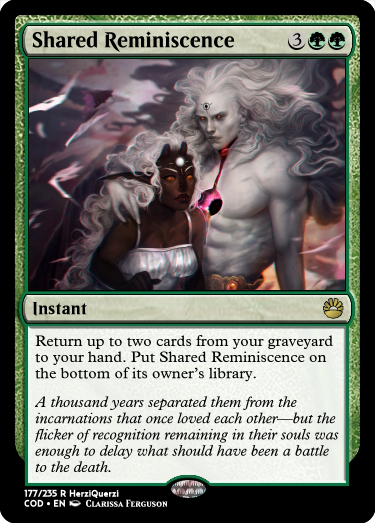 Shared Reminiscence 3
Instant
Return up to two cards from your graveyard
to your hand. Put Shared Reminiscence on
the bottom of its owner's library.
A thousand years separated them from the
incarnations that once loved each other—but the
flicker of recognition remaining in their souls was
enough to delay what should have been a battle
to the death.
177/235 R HerziQuerzi
COD • EN Clarissa Ferguson